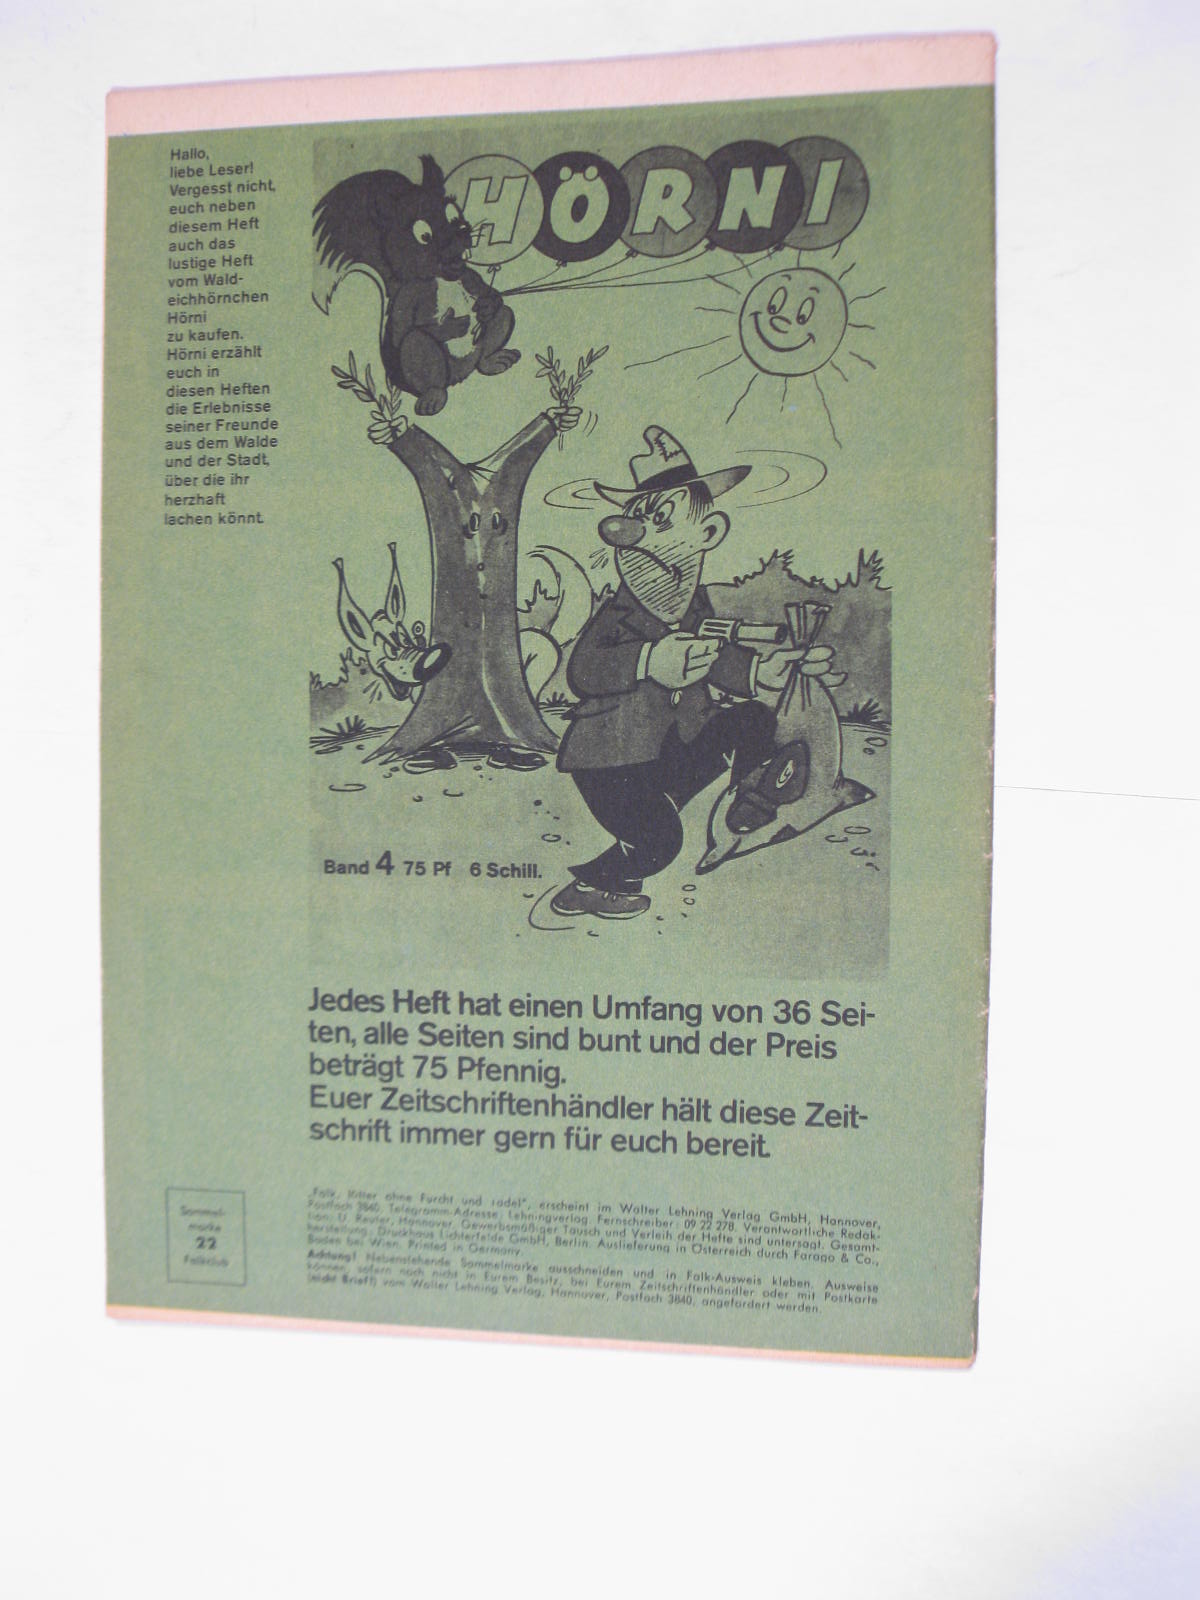 Hallo,
liebe Leser!
Vergesst nicht,
euch neben
diesem Heft
auch das
lustige Heft
vom Wald-
eichhörnchen
Hörni
zu kaufen.
Hörni erzählt
euch in
diesen Heften
die Erlebnisse
seiner Freunde
aus dem Walde
und der Stadt,
über die ihr
herzhaft
lachen könnt.
HÖRNI
Band 4 75 Pf 6 Schill.
Jedes Heft hat einen Umfang von 36 Sei-
ten, alle Seiten sind bunt und der Preis
beträgt 75 Pfennig.
Euer Zeitschriftenhändler hält diese Zeit-
schrift immer gern für euch bereit.
Sammel-
marke
22
Falkclub
„Falk, Ritter ohne Furcht und Tadel", erscheint im Walter Lehning Verlag GmbH, Hannover,
Postfach 3840, Telegramm-Adresse: Lehningverlag. Fernschreiber: 09 22 278. Verantwortliche Redak-
tion: U. Reuter, Hannover. Gewerbsmäßiger Tausch und Verleih der Hefte sind untersagt. Gesamt-
herstellung: Druckhaus Lichterfelde GmbH, Berlin. Auslieferung in Österreich durch Farago & Co.,
Baden bei Wien. Printed in Germany.
Achtung! Nebenstehende Sammelmarke ausschneiden und in Falk-Ausweis kleben. Ausweise
können, sofern noch nicht in Eurem Besitz, bei Eurem Zeitschriftenhändler oder mit Postkarte
(nicht Brief!) vom Walter Lehning Verlag, Hannover, Postfach 3840, angefordert werden.